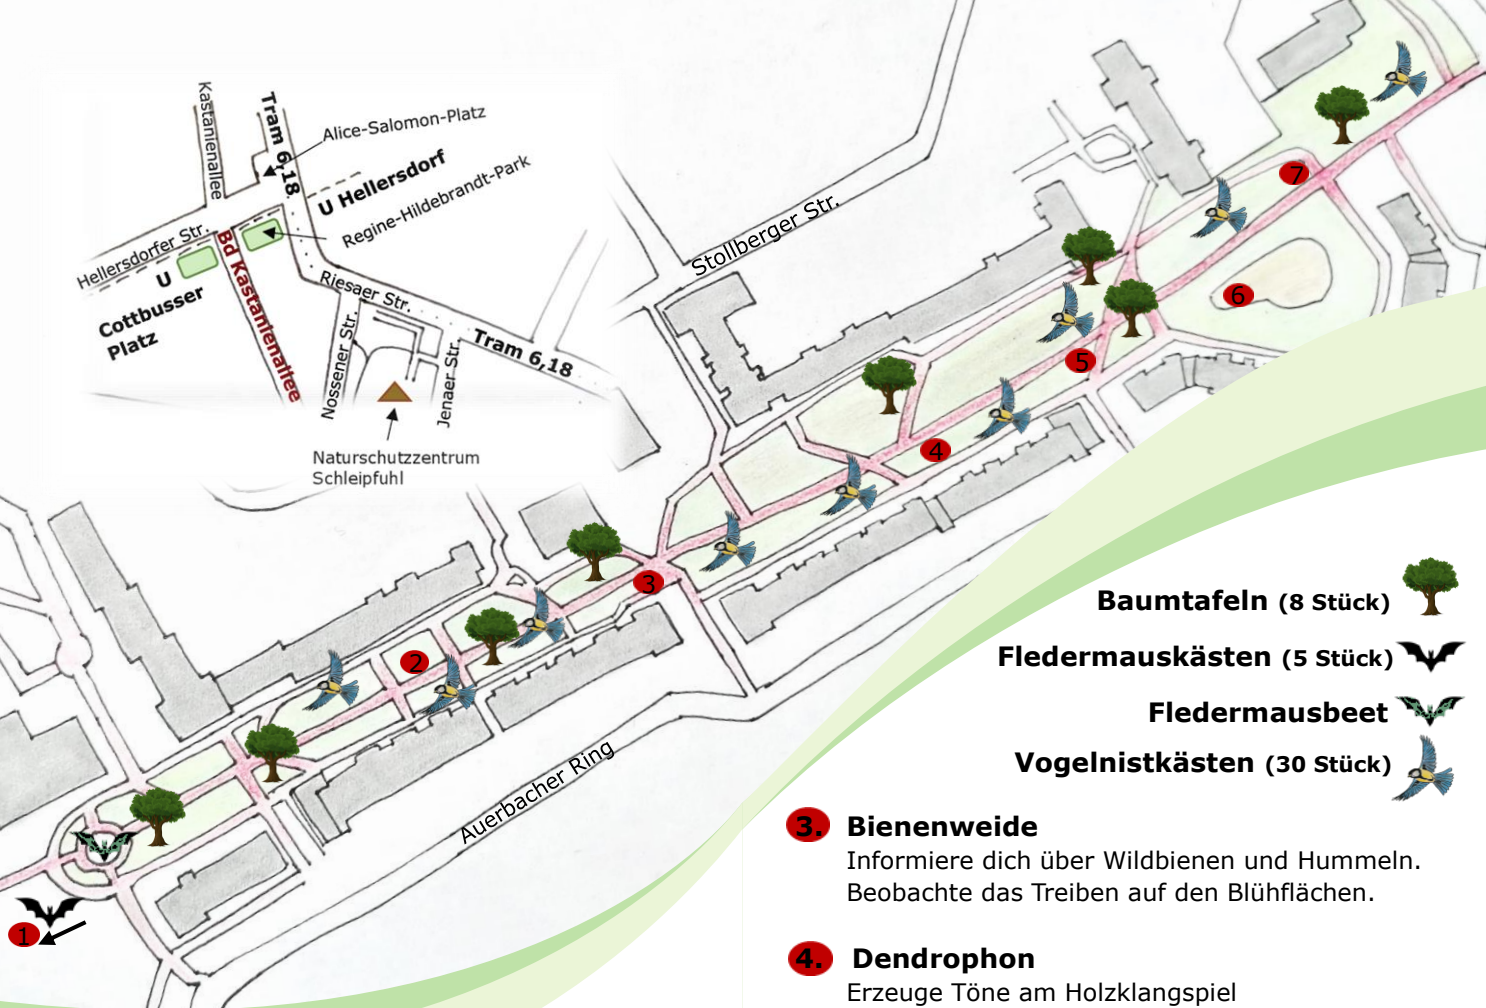 Kastanienallee
Tram 6,18
Alice-Salomon-Platz
U Hellersdorf
Regine-Hildebrandt-Park
Hellersdorfer Str.
U
Cottbusser
Platz
Bd Kastanienallee
Riesaer Str.
Nossener Str.
Jenaer Str.
Tram 6,18
Naturschutzzentrum
Schleipfuhl
Stollberger Str.
7
6
5
4
3
2
1
Auerbacher Ring
Baumtafeln (8 Stück)
Fledermauskästen (5 Stück)
Fledermausbeet
Vogelnistkästen (30 Stück)
3. Bienenweide
Informiere dich über Wildbienen und Hummeln.
Beobachte das Treiben auf den Blühflächen.
4. Dendrophon
Erzeuge Töne am Holzklangspiel